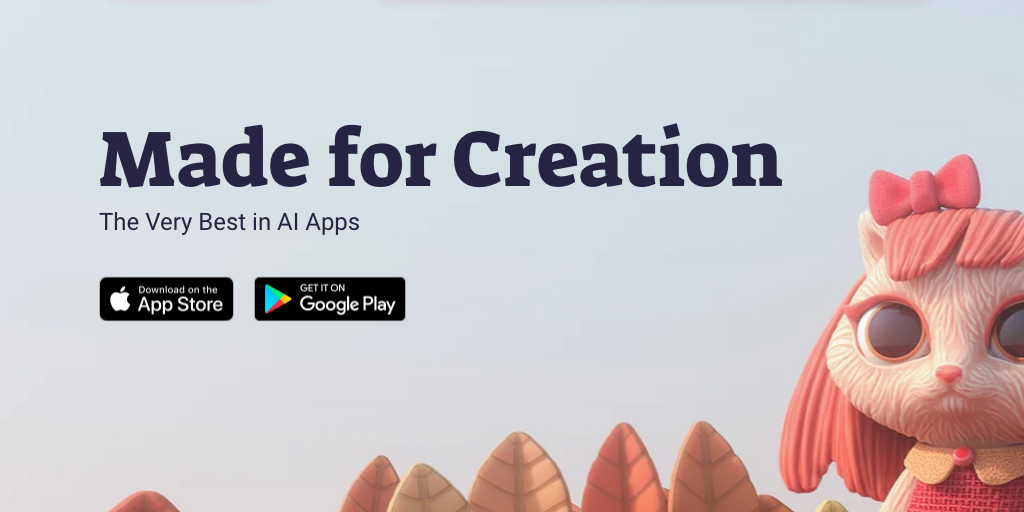 Made for Creation
The Very Best in AI Apps
Download on the
App Store
GET IT ON
Google Play